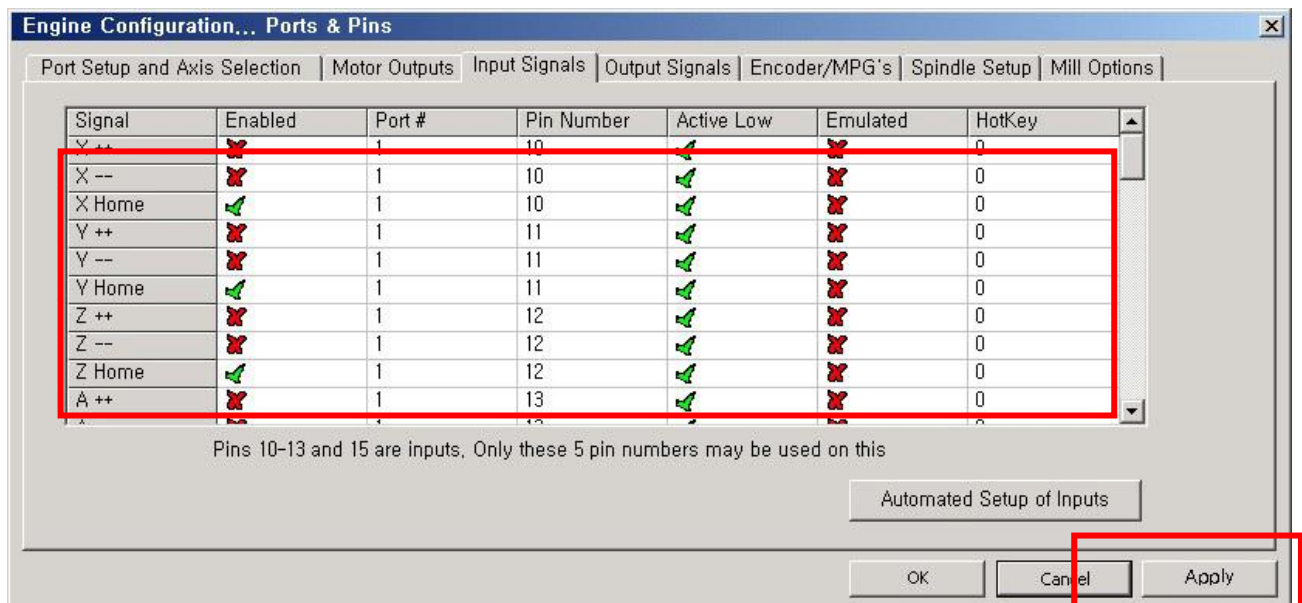 Engine Configuration... Ports & Pins
Port Setup and Axis Selection Motor Outputs Input Signals Output Signals Encoder/MPG's Spindle Setup Mill Options
Signal Enabled Port # Pin Number Active Low Emulated HotKey
X ++ 1 10 0
X -- 1 10 0
X Home 1 10 0
Y ++ 1 11 0
Y -- 1 11 0
Y Home 1 11 0
Z ++ 1 12 0
Z -- 1 12 0
Z Home 1 12 0
A ++ 1 13 0
Pins 10-13 and 15 are inputs, Only these 5 pin numbers may be used on this
Automated Setup of Inputs
OK Cancel Apply